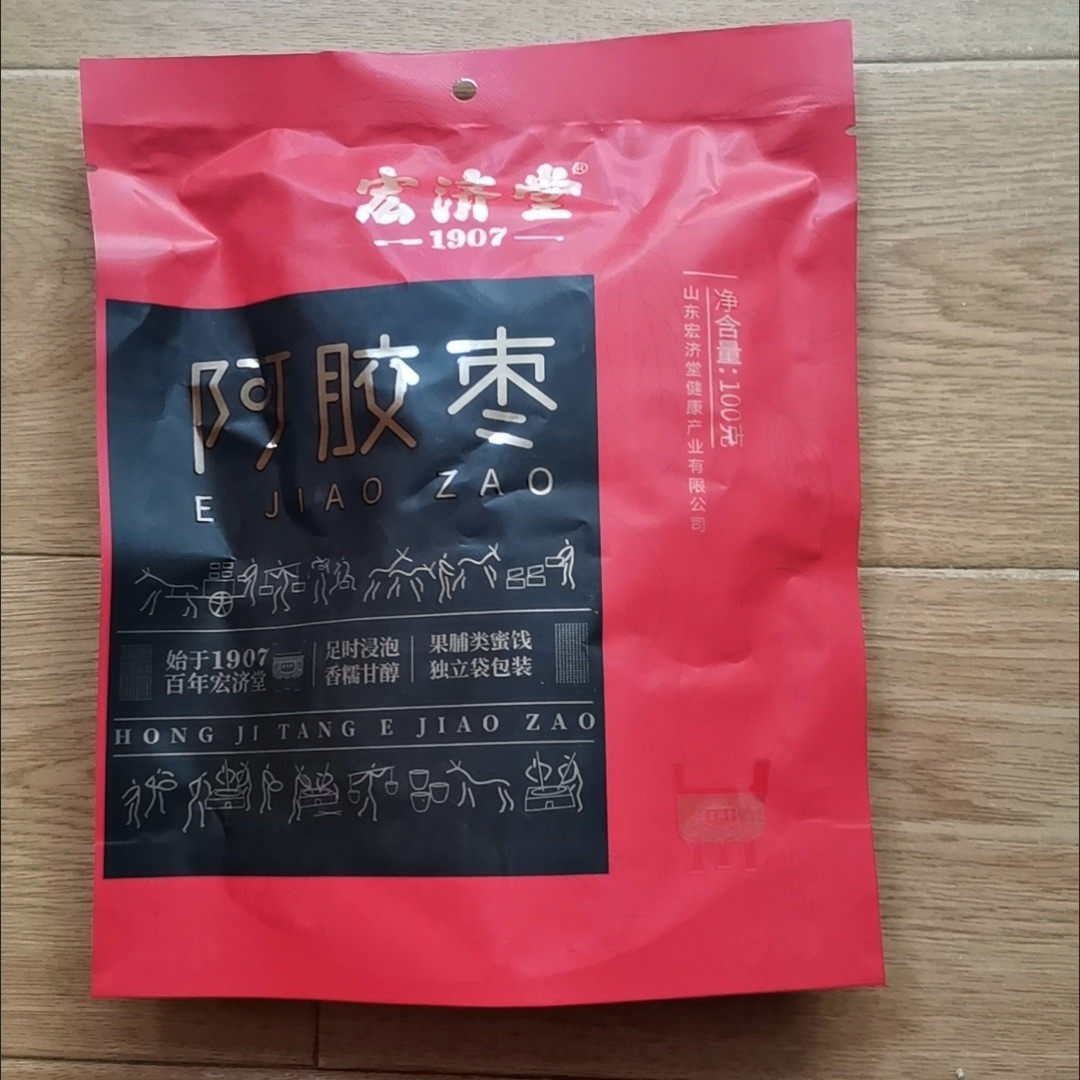 宏济堂®
1907
阿胶枣
E JIAO ZAO
始于1907
百年宏济堂
足时浸泡
香糯甘醇
果脯类蜜饯
独立袋包装
HONG JI TANG E JIAO ZAO
净含量:100克
山东宏济堂健康产业有限公司